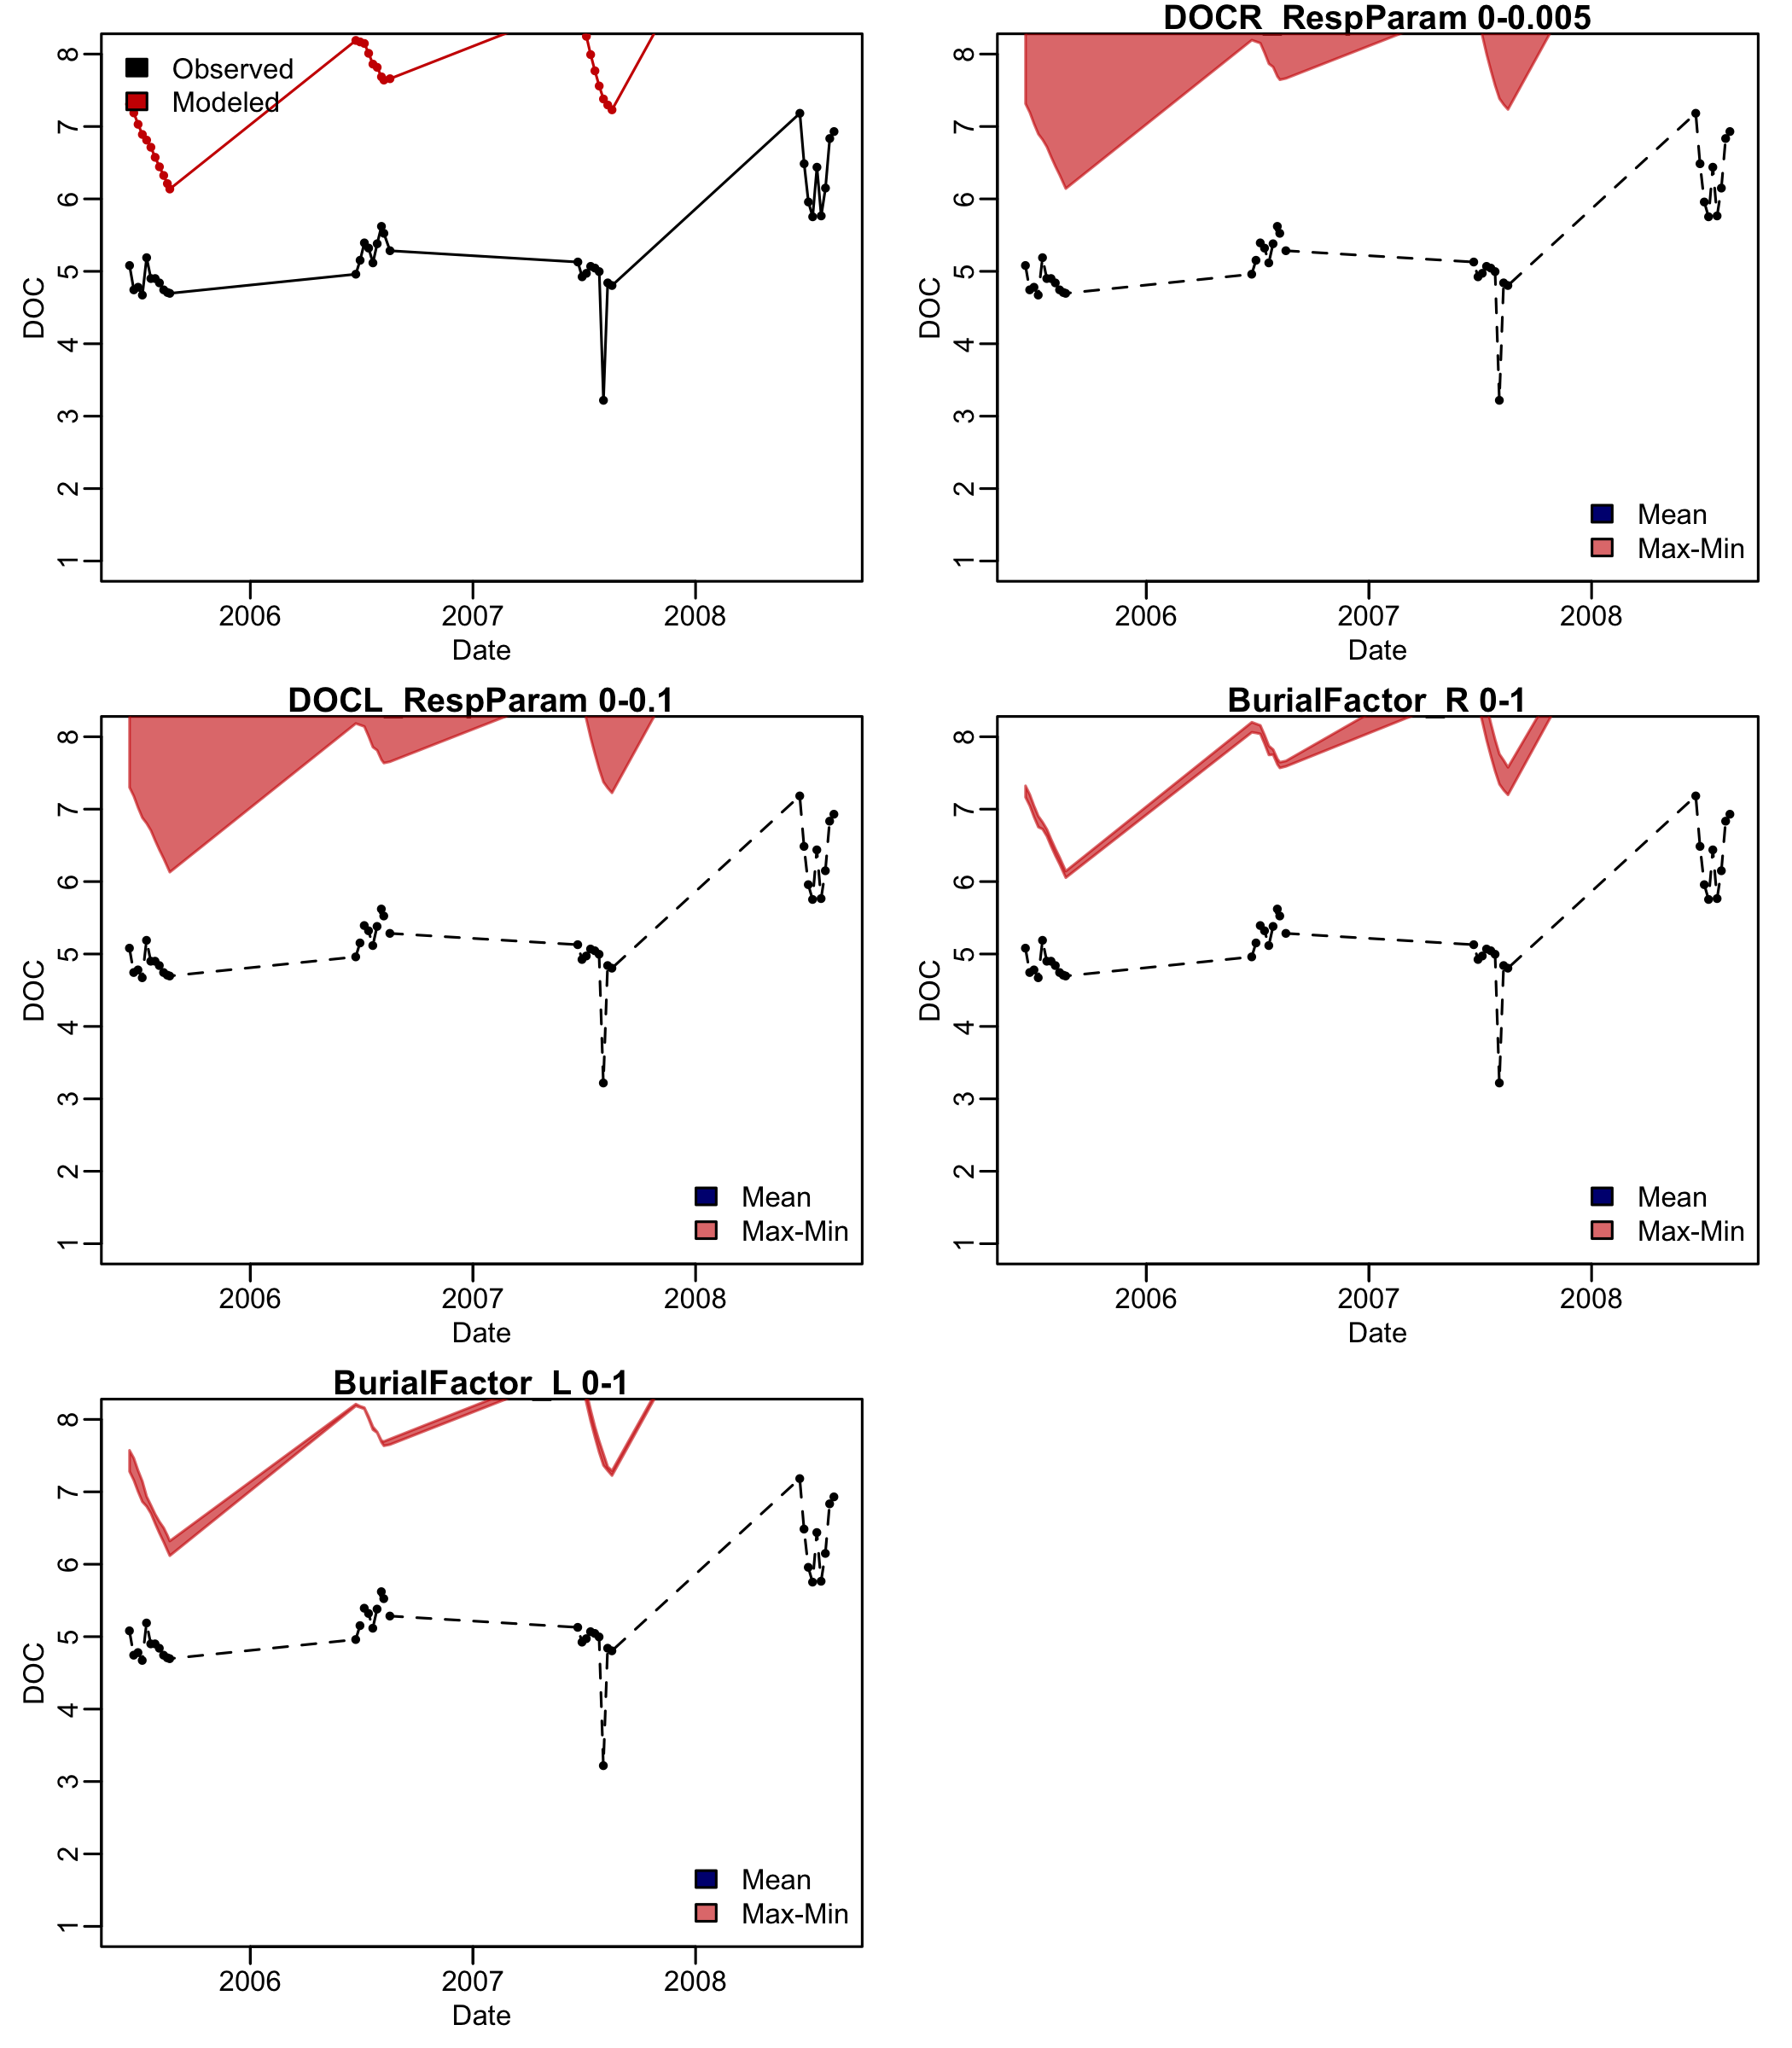 8
7
6
5
4
3
2
1
DOC
Observed
Modeled
2006 2007 2008
Date
DOCR_RespParam 0-0.005
8
7
6
5
4
3
2
1
DOC
Mean
Max-Min
2006 2007 2008
Date
DOCL_RespParam 0-0.1
8
7
6
5
4
3
2
1
DOC
Mean
Max-Min
2006 2007 2008
Date
BurialFactor_R 0-1
8
7
6
5
4
3
2
1
DOC
Mean
Max-Min
2006 2007 2008
Date
BurialFactor_L 0-1
8
7
6
5
4
3
2
1
DOC
Mean
Max-Min
2006 2007 2008
Date